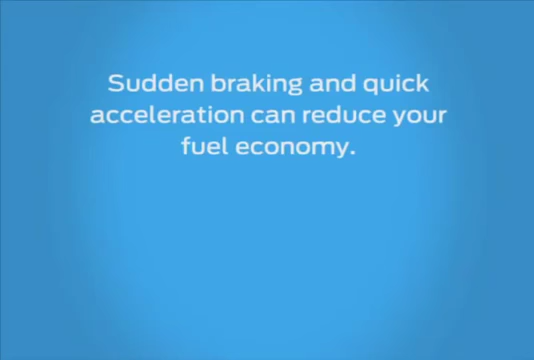 Sudden braking and quick
acceleration can reduce your
fuel economy.